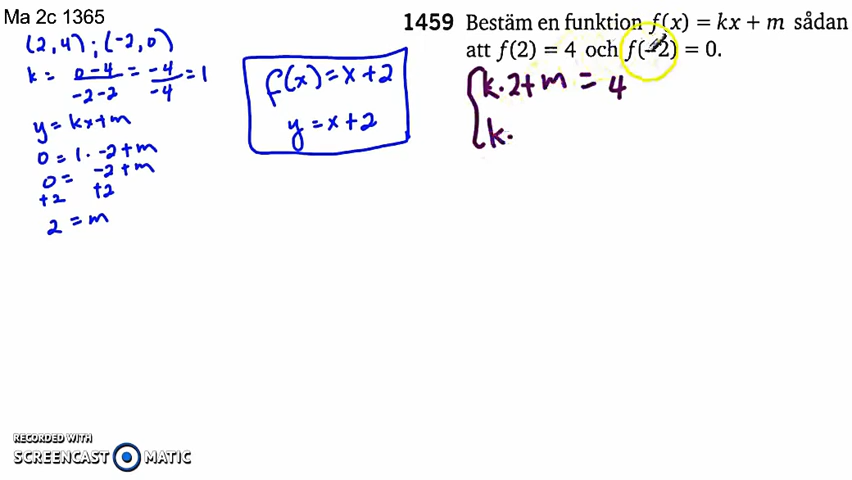 Ma 2c 1365
(2,4) ; (-2,0)
k = \frac{0-4}{-2-2} = \frac{-4}{-4} = 1
y = kx+m
0 = 1 · -2+m
0 = -2+m
+2 +2
2 = m
f(x) = x+2
y = x+2
1459 Bestäm en funktion f(x) = kx + m sådan
att f(2) = 4 och f(−2) = 0.
{k·2+m = 4
k·
RECORDED WITH
SCREENCAST MATIC